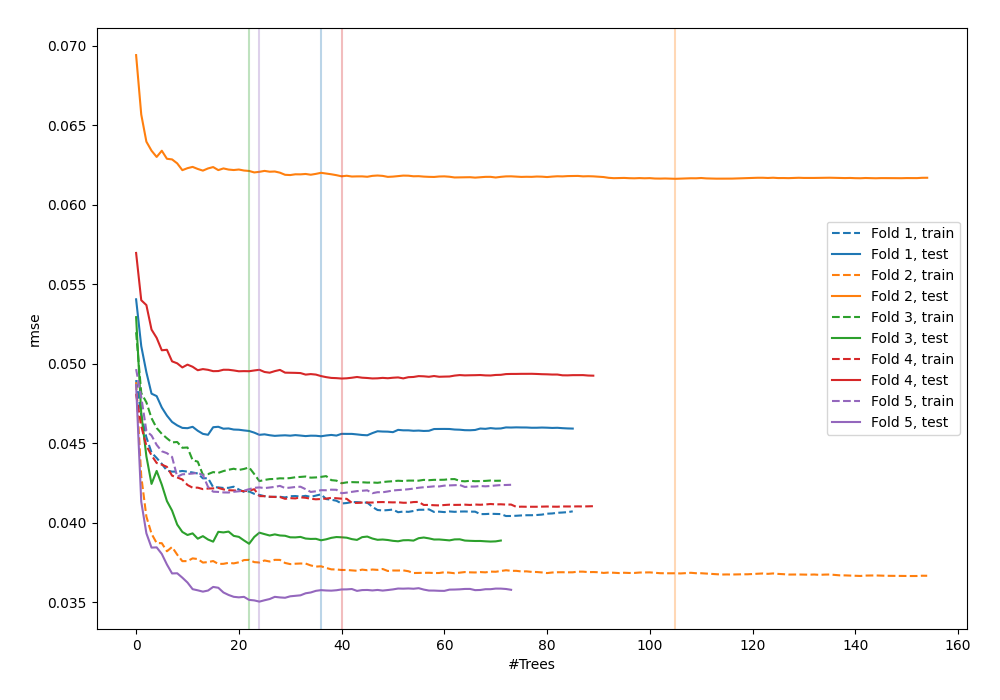 0.070
0.065
0.060
0.055
0.050
0.045
0.040
0.035
rmse
0 20 40 60 80 100 120 140 160
#Trees
Fold 1, train
Fold 1, test
Fold 2, train
Fold 2, test
Fold 3, train
Fold 3, test
Fold 4, train
Fold 4, test
Fold 5, train
Fold 5, test